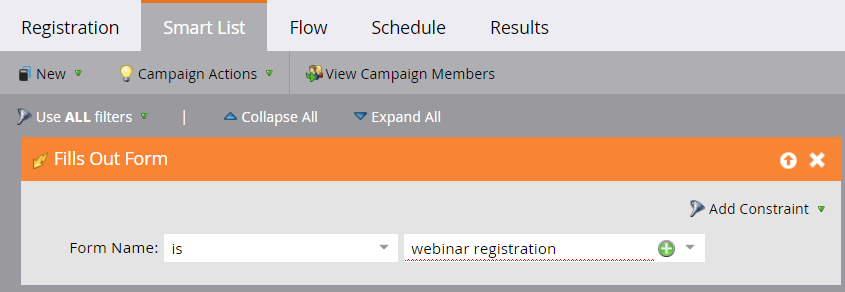 Registration Smart List Flow Schedule Results
New Campaign Actions View Campaign Members
Use ALL filters | Collapse All Expand All
Fills Out Form
Add Constraint
Form Name: is webinar registration